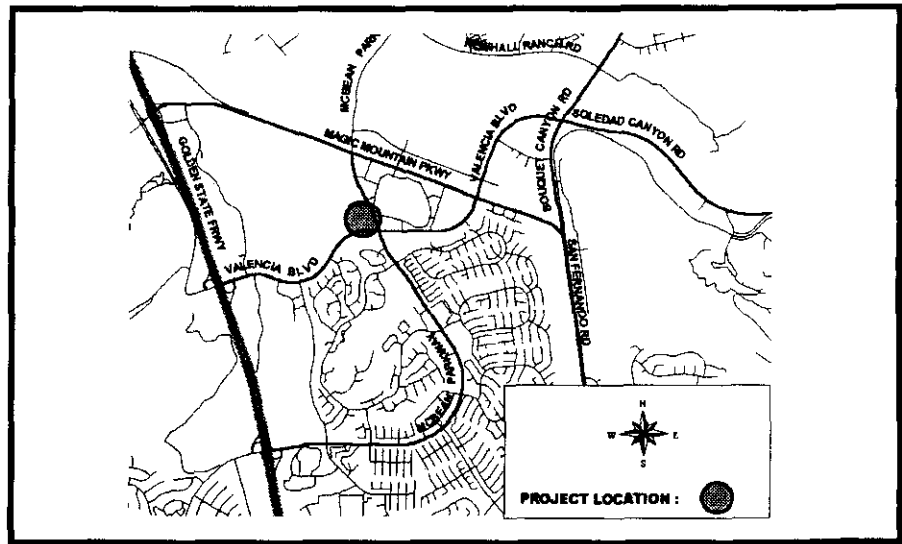 NEWHALL RANCH RD
MCBEAN PARK
VALENCIA BLVD
BOUQUET CANYON RD
SOLEDAD CANYON RD
MAGIC MOUNTAIN PKWY
GOLDEN STATE FRWY
VALENCIA BLVD
SAN FERNANDO RD
MCBEAN PARKWAY
N
W E
S
PROJECT LOCATION :